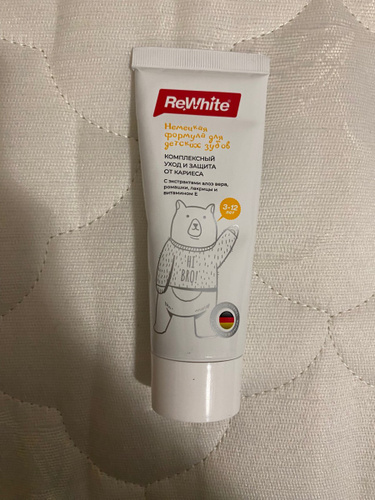 ReWhite
Немецкая
формула для
детских зубов
КОМПЛЕКСНЫЙ
УХОД И ЗАЩИТА
ОТ КАРИЕСА
С экстрактами алоэ вера,
ромашки, лакрицы и
витамином Е
3-12
лет
HI
BRO!